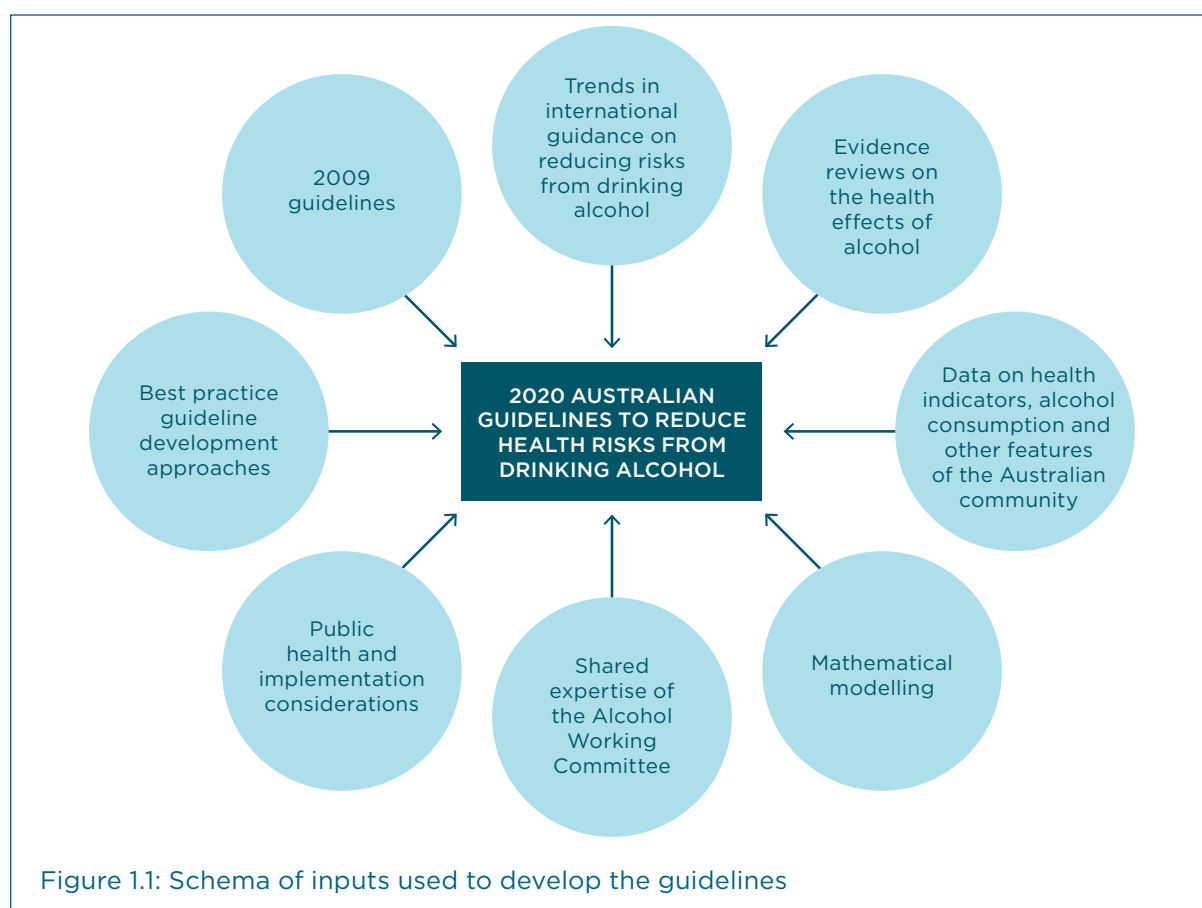 Trends in
international
guidance on
reducing risks
from drinking
alcohol
2009
guidelines
Evidence
reviews on
the health
effects of
alcohol
Best practice
guideline
development
approaches
2020 AUSTRALIAN
GUIDELINES TO REDUCE
HEALTH RISKS FROM
DRINKING ALCOHOL
Data on health
indicators, alcohol
consumption and
other features
of the Australian
community
Public
health and
implementation
considerations
Shared
expertise of
the Alcohol
Working
Committee
Mathematical
modelling
Figure 1.1: Schema of inputs used to develop the guidelines